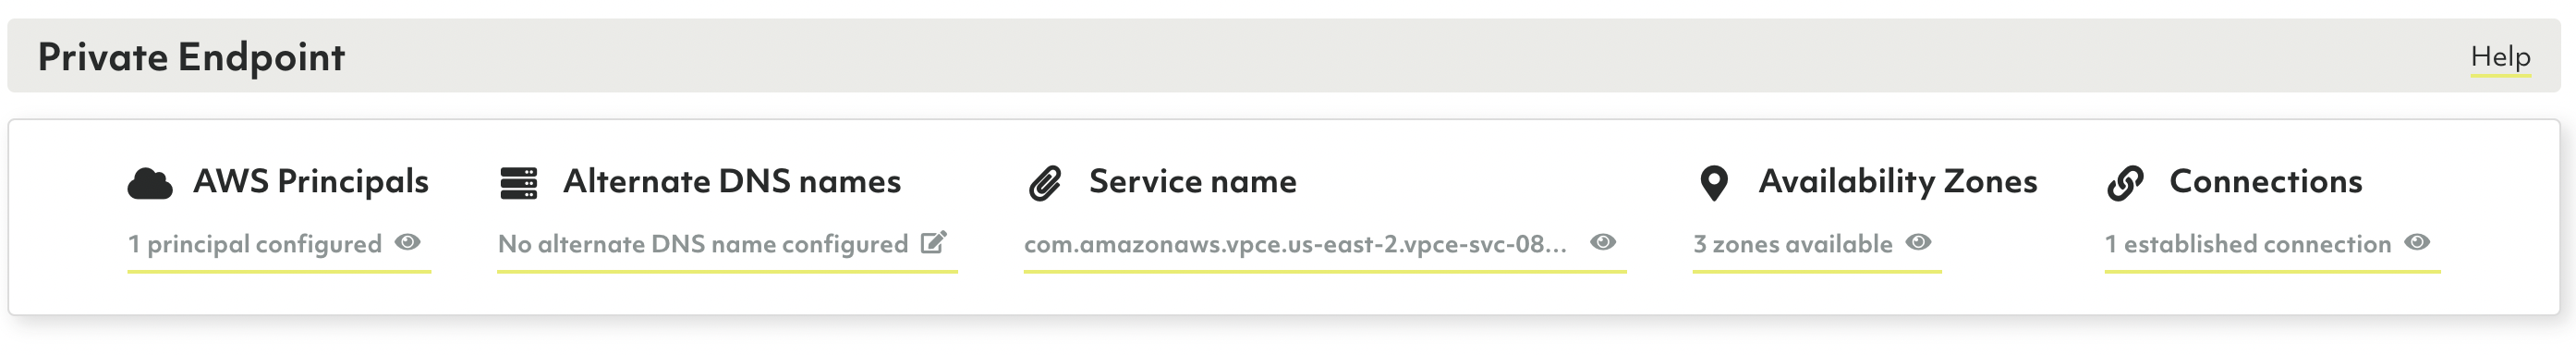 Private Endpoint
Help
AWS Principals
1 principal configured
Alternate DNS names
No alternate DNS name configured
Service name
com.amazonaws.vpce.us-east-2.vpce-svc-08...
Availability Zones
3 zones available
Connections
1 established connection